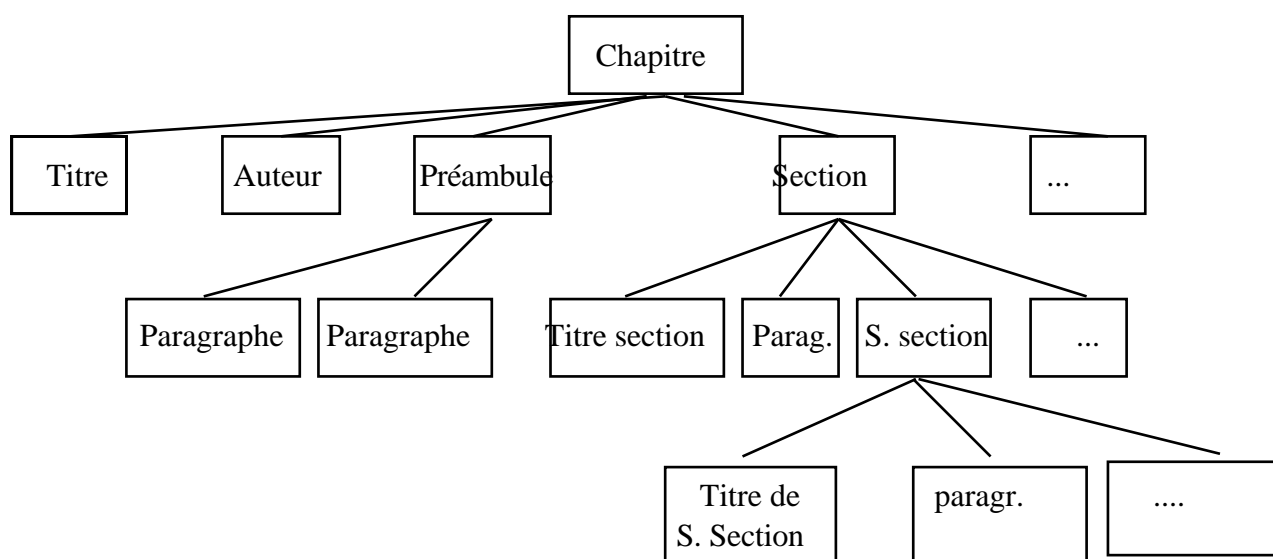 Chapitre
Titre
Auteur
Préambule
Section
...
Paragraphe
Paragraphe
Titre section
Parag.
S. section
...
Titre de
S. Section
paragr.
....